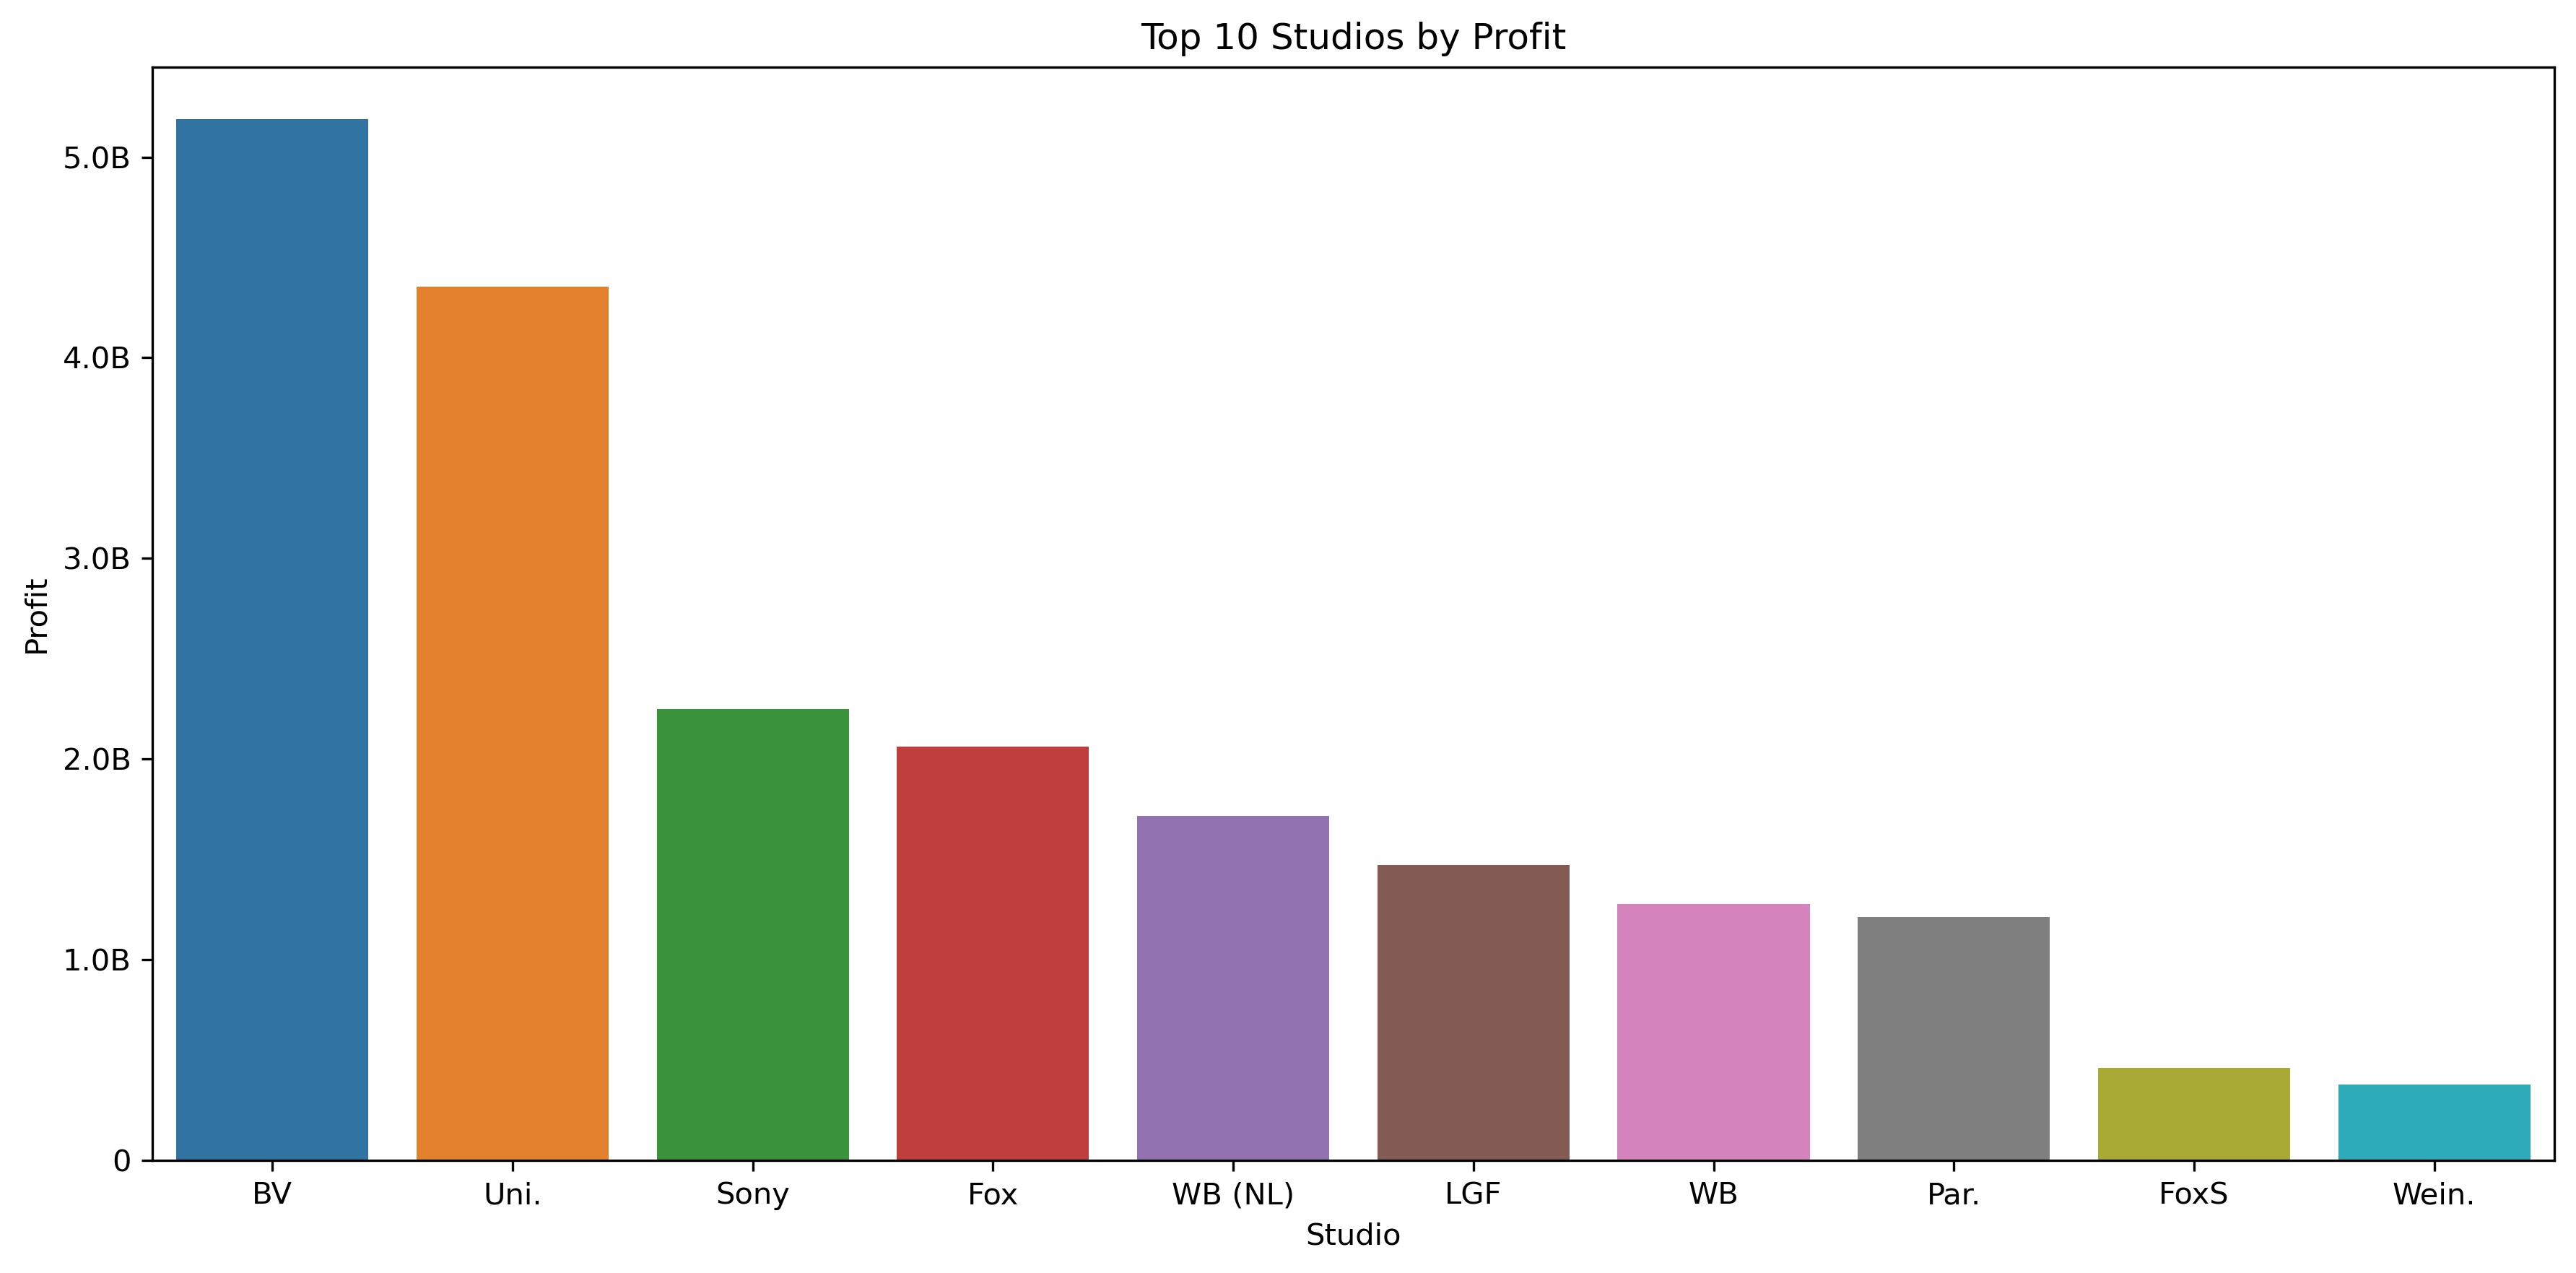 Top 10 Studios by Profit
Profit
5.0B
4.0B
3.0B
2.0B
1.0B
0
BV Uni. Sony Fox WB (NL) LGF WB Par. FoxS Wein.
Studio